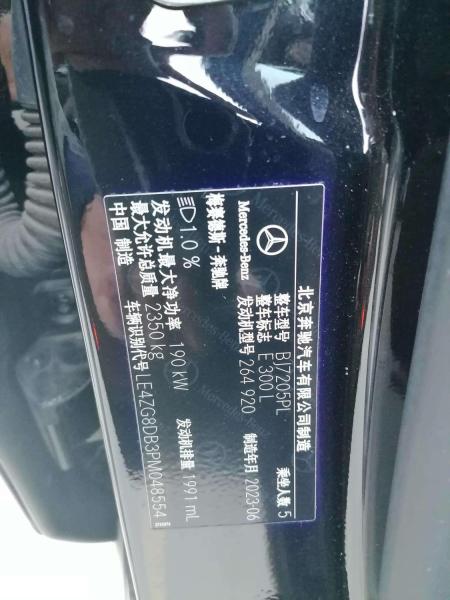 北京奔驰汽车有限公司制造
Mercedes-Benz
梅赛德斯-奔驰牌
整车型号 BJ7205PL 乘坐人数 5
整车标志 E 300 L
发动机型号 264 920 制造年月 2023-06
1.0 %
发动机最大净功率 190 kW 发动机排量 1991 mL
最大允许总质量 2350 kg
中国 制造 车辆识别代号 LE4ZG8DB3PM048554